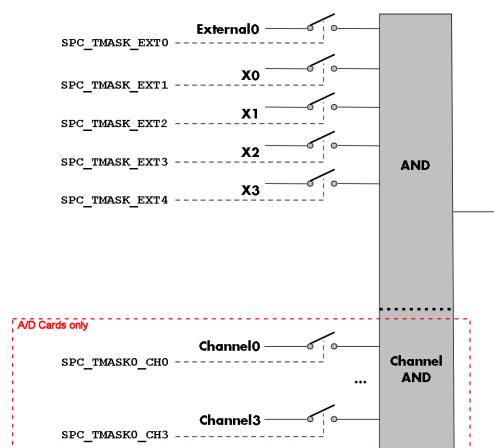 External0
SPC_TMASK_EXT0
X0
SPC_TMASK_EXT1
X1
SPC_TMASK_EXT2
X2
SPC_TMASK_EXT3
X3
SPC_TMASK_EXT4
AND
A/D Cards only
Channel0
SPC_TMASK0_CH0
Channel
AND
...
Channel3
SPC_TMASK0_CH3